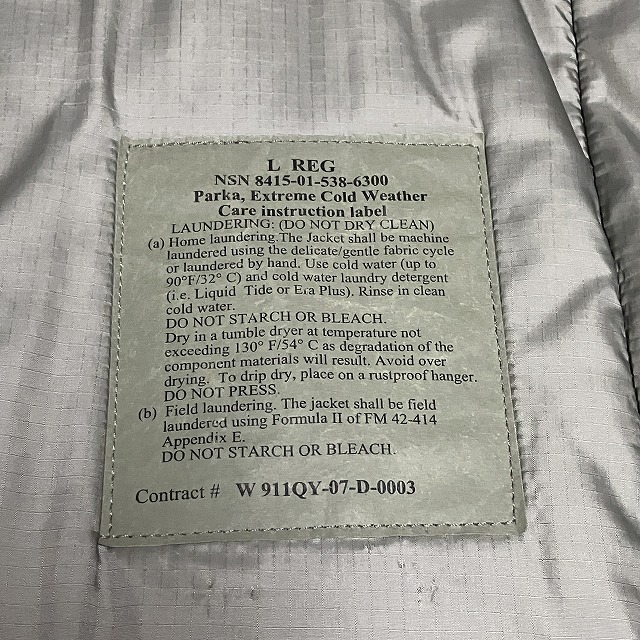 L REG
NSN 8415-01-538-6300
Parka, Extreme Cold Weather
Care instruction label
LAUNDERING: (DO NOT DRY CLEAN)
(a) Home laundering.The Jacket shall be machine
laundered using the delicate/gentle fabric cycle
or laundered by hand. Use cold water (up to
90°F/32° C) and cold water laundry detergent
(i.e. Liquid Tide or Era Plus). Rinse in clean
cold water.
DO NOT STARCH OR BLEACH.
Dry in a tumble dryer at temperature not
exceeding 130° F/54° C as degradation of the
component materials will result. Avoid over
drying. To drip dry, place on a rustproof hanger.
DO NOT PRESS.
(b) Field laundering. The jacket shall be field
laundered using Formula II of FM 42-414
Appendix E.
DO NOT STARCH OR BLEACH.
Contract # W 911QY-07-D-0003